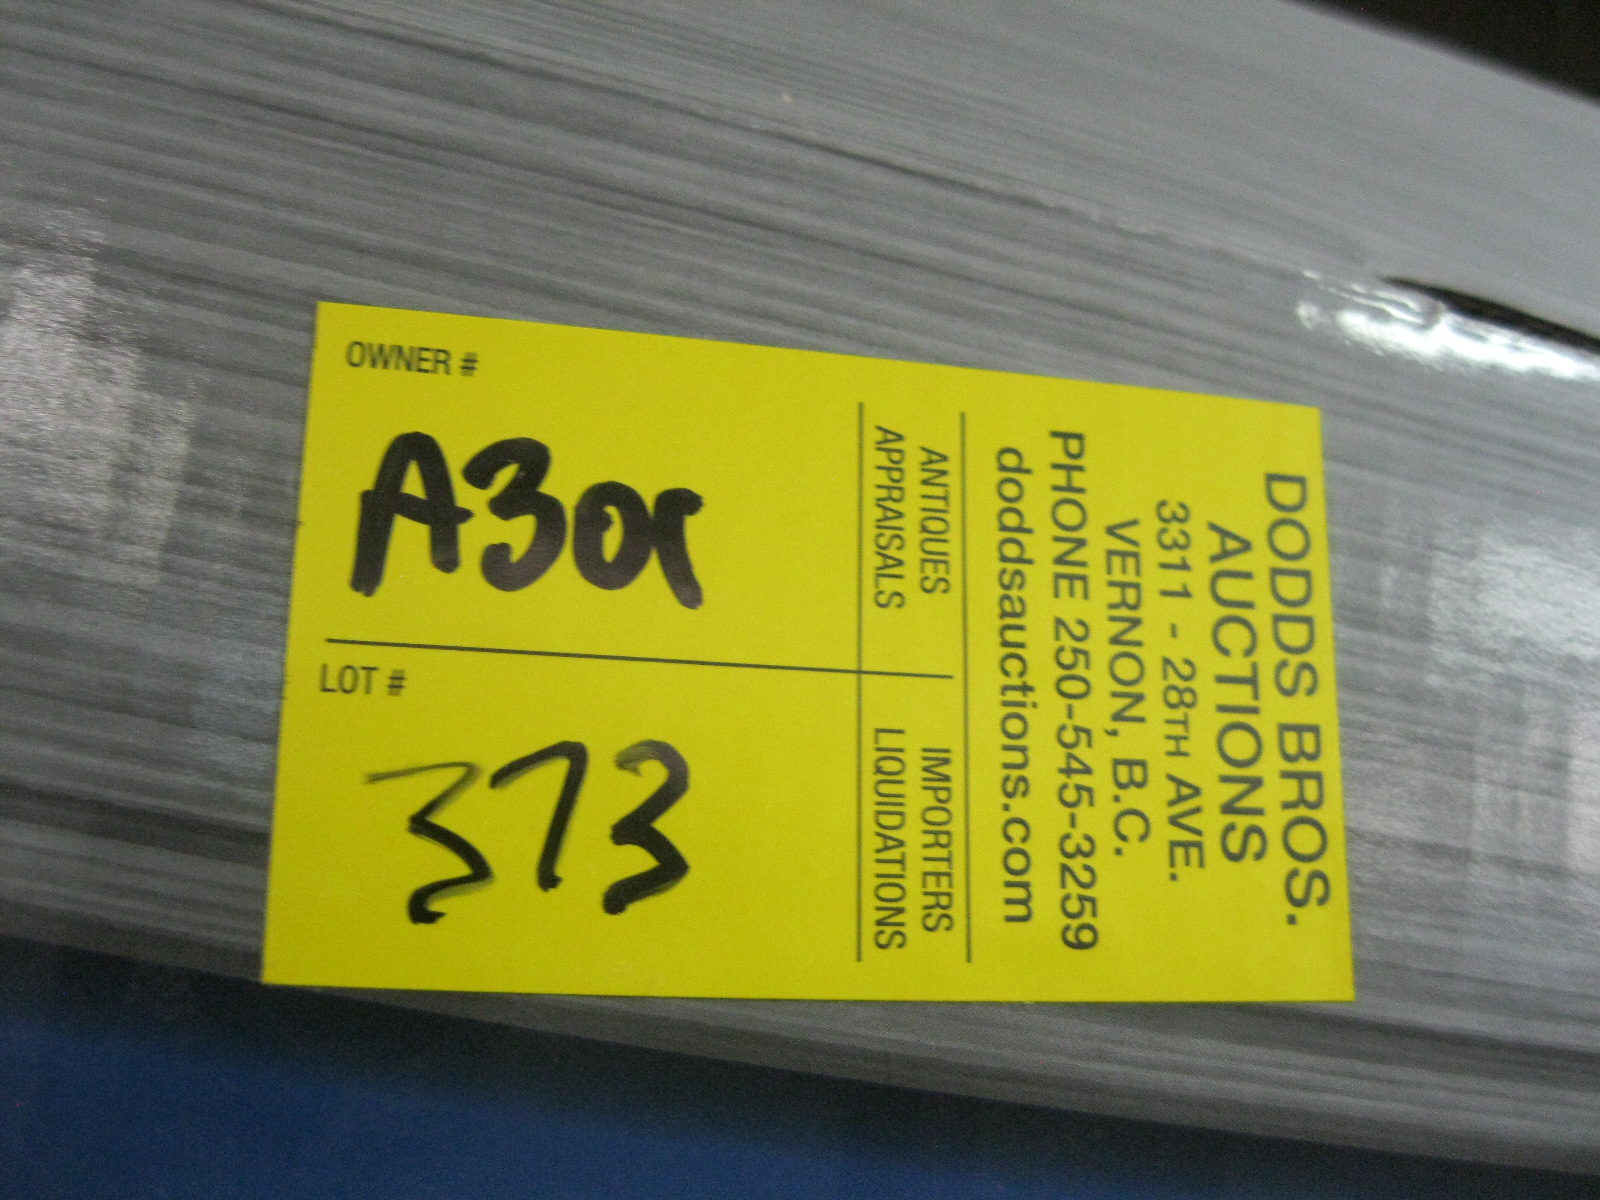 DODDS BROS.
AUCTIONS
3311 - 28TH AVE.
VERNON, B.C.
PHONE 250-545-3259
doddsauctions.com
ANTIQUES
APPRAISALS
IMPORTERS
LIQUIDATIONS
OWNER #
LOT #
373